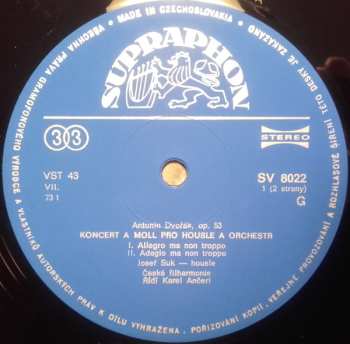 VŠECHNA PRÁVA GRAMOFONOVÉHO VÝROBCE A VLASTNÍKŮ AUTORSKÝCH PRÁV K DÍLU VYHRAŽENA. POŘIZOVÁNÍ KOPIÍ, VEŘEJNÉ PROVOZOVÁNÍ A ROZHLASOVÉ ŠÍŘENÍ TÉTO DESKY JE ZAKÁZÁNO
• MADE IN CZECHOSLOVAKIA •
SUPRAPHON
33
STEREO
VST 43
SV 8022
VII.
1 (2 strany)
73 1
G
Antonín Dvořák, op. 53
KONCERT A MOLL PRO HOUSLE A ORCHESTR
I. Allegro ma non troppo
II. Adagio ma non troppo
Josef Suk — housle
Česká filharmonie
Řídí Karel Ančerl